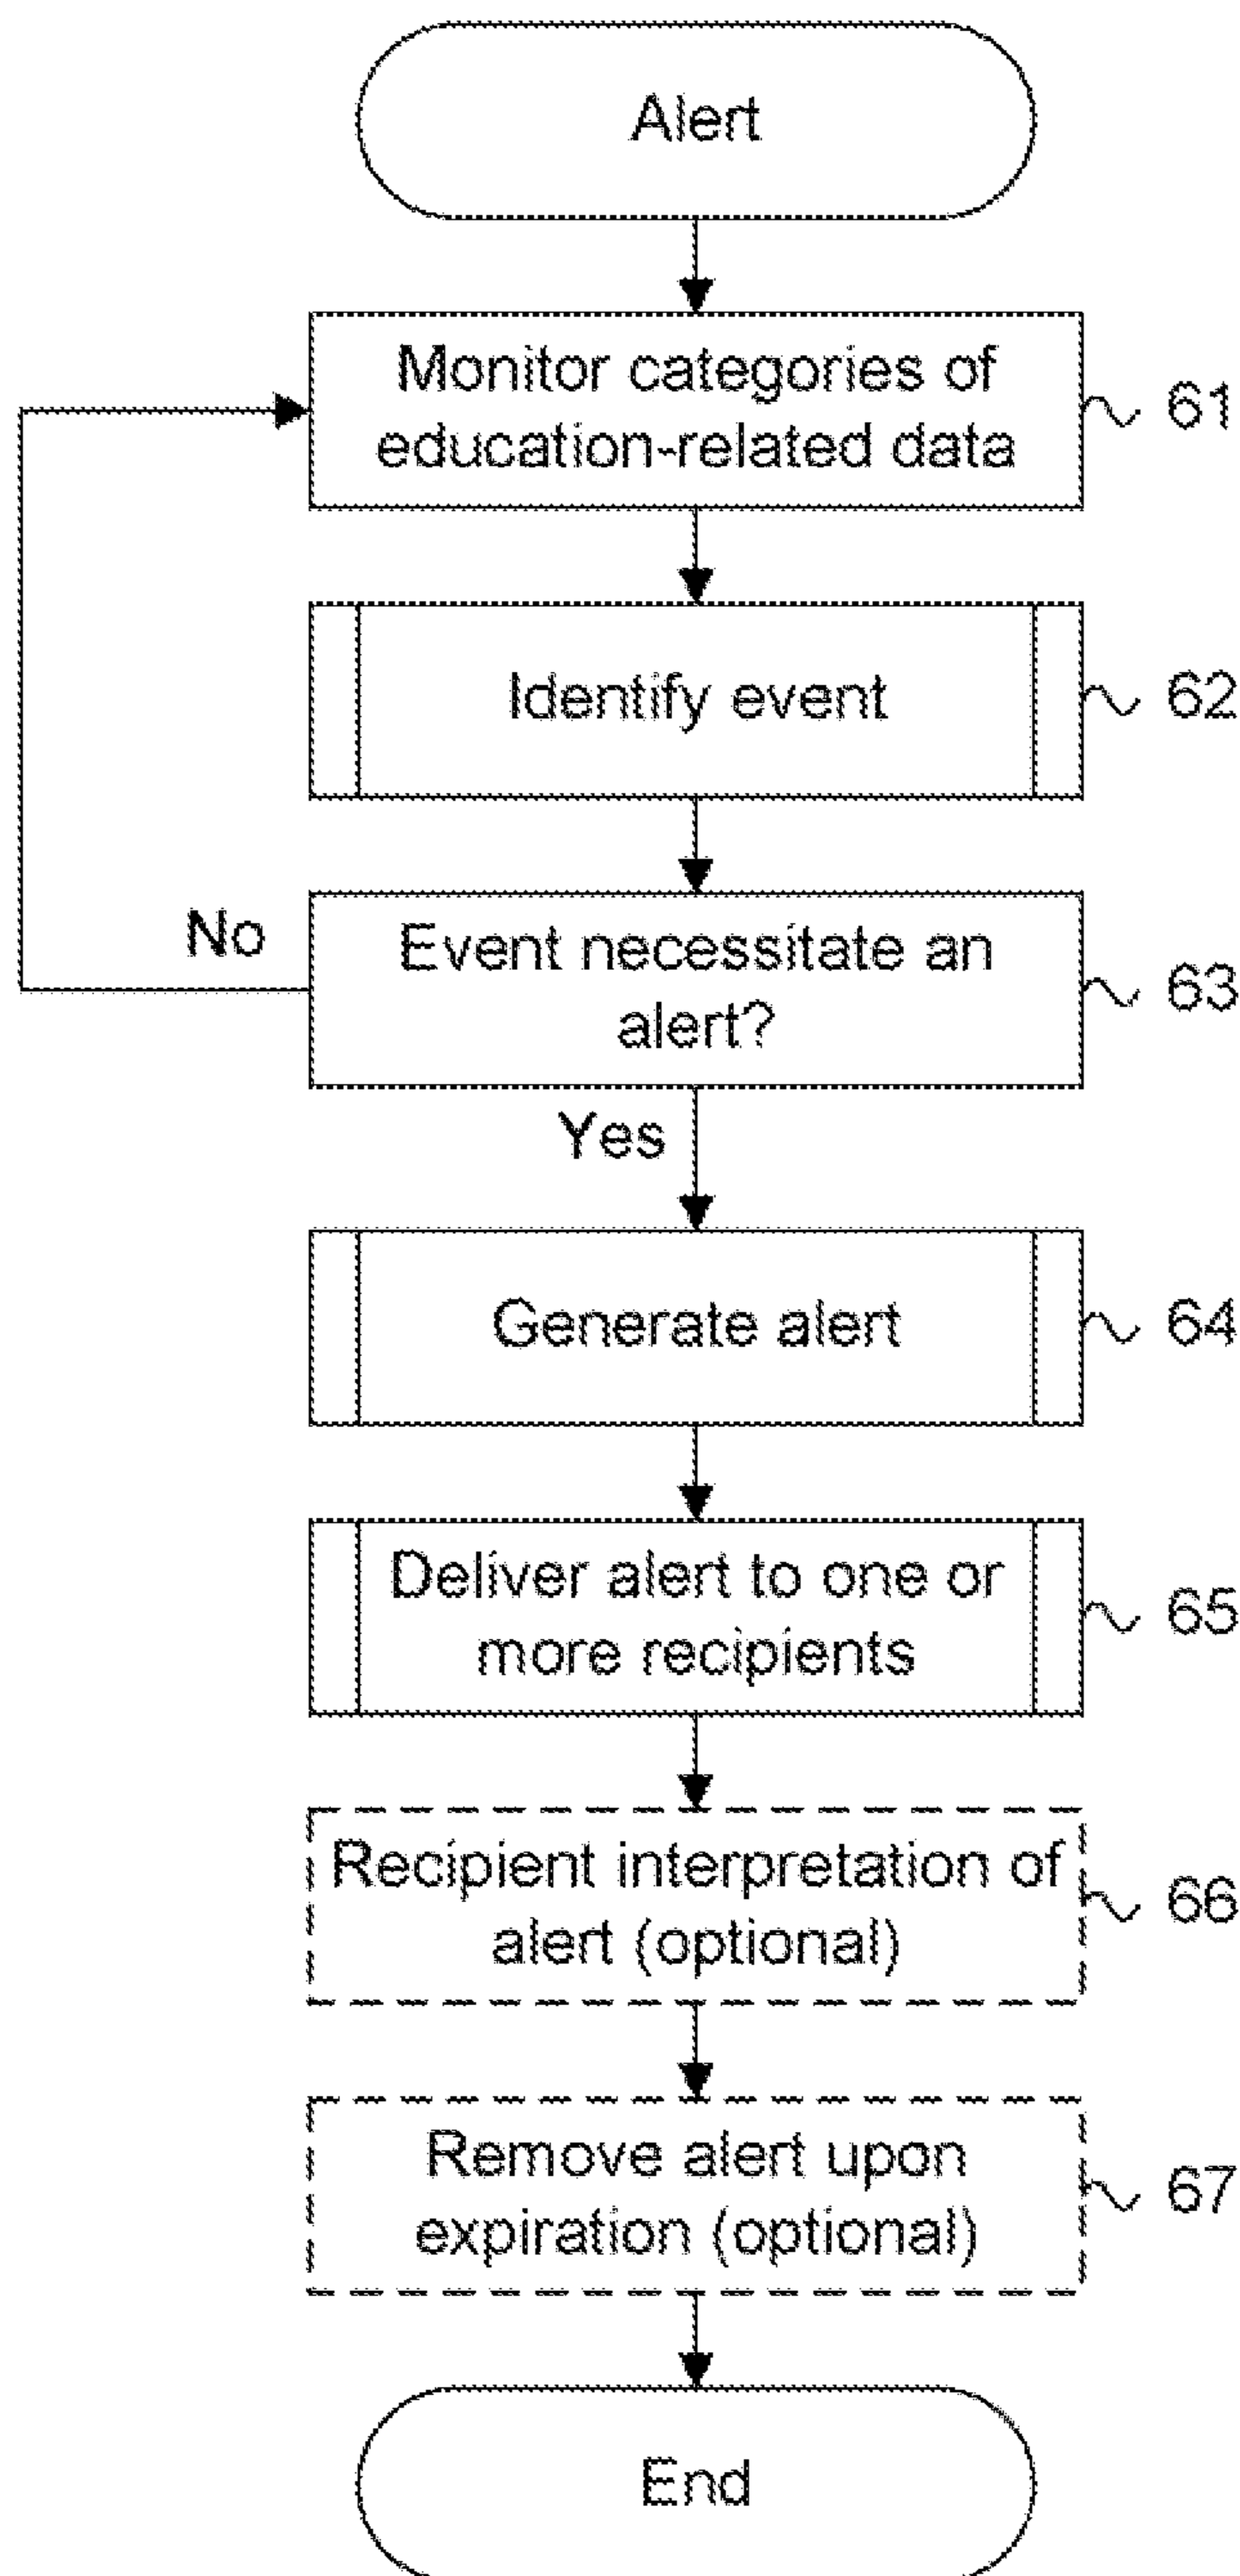 Alert
Monitor categories of
education-related data
61
Identify event
62
No
Event necessitate an
alert?
63
Yes
Generate alert
64
Deliver alert to one or
more recipients
65
Recipient interpretation of
alert (optional)
66
Remove alert upon
expiration (optional)
67
End